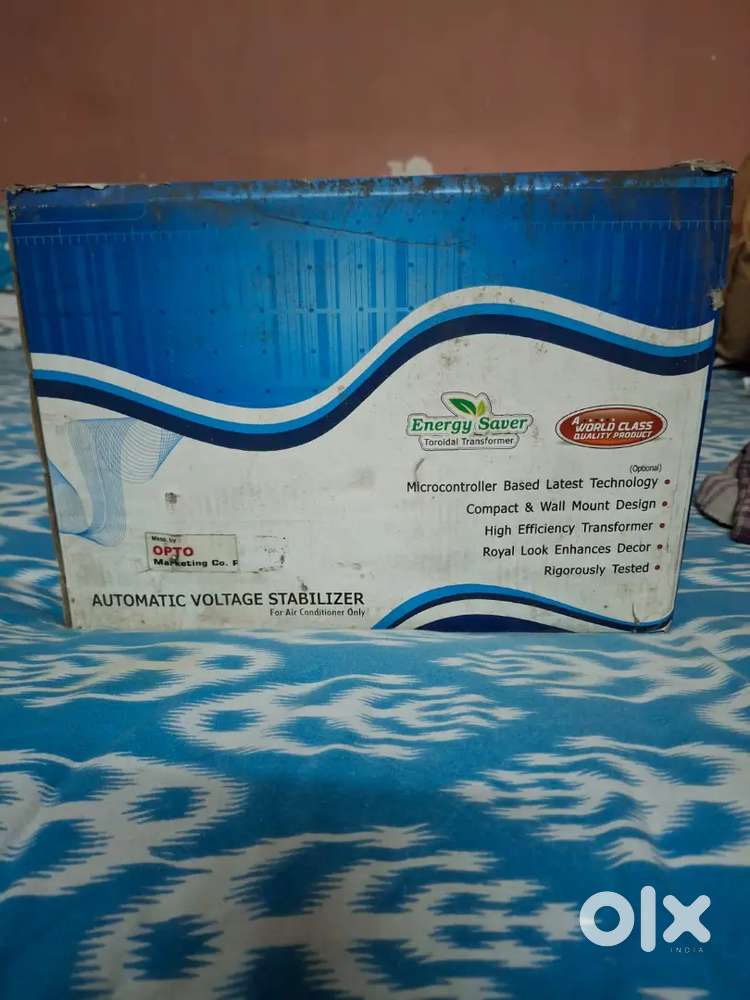 Energy Saver
Toroidal Transformer
A
WORLD CLASS
QUALITY PRODUCT
(Optional)
Microcontroller Based Latest Technology •
Compact & Wall Mount Design •
High Efficiency Transformer •
Royal Look Enhances Decor •
Rigorously Tested •
OPTO
Marketing Co.
AUTOMATIC VOLTAGE STABILIZER
For Air Conditioner Only
olx
INDIA